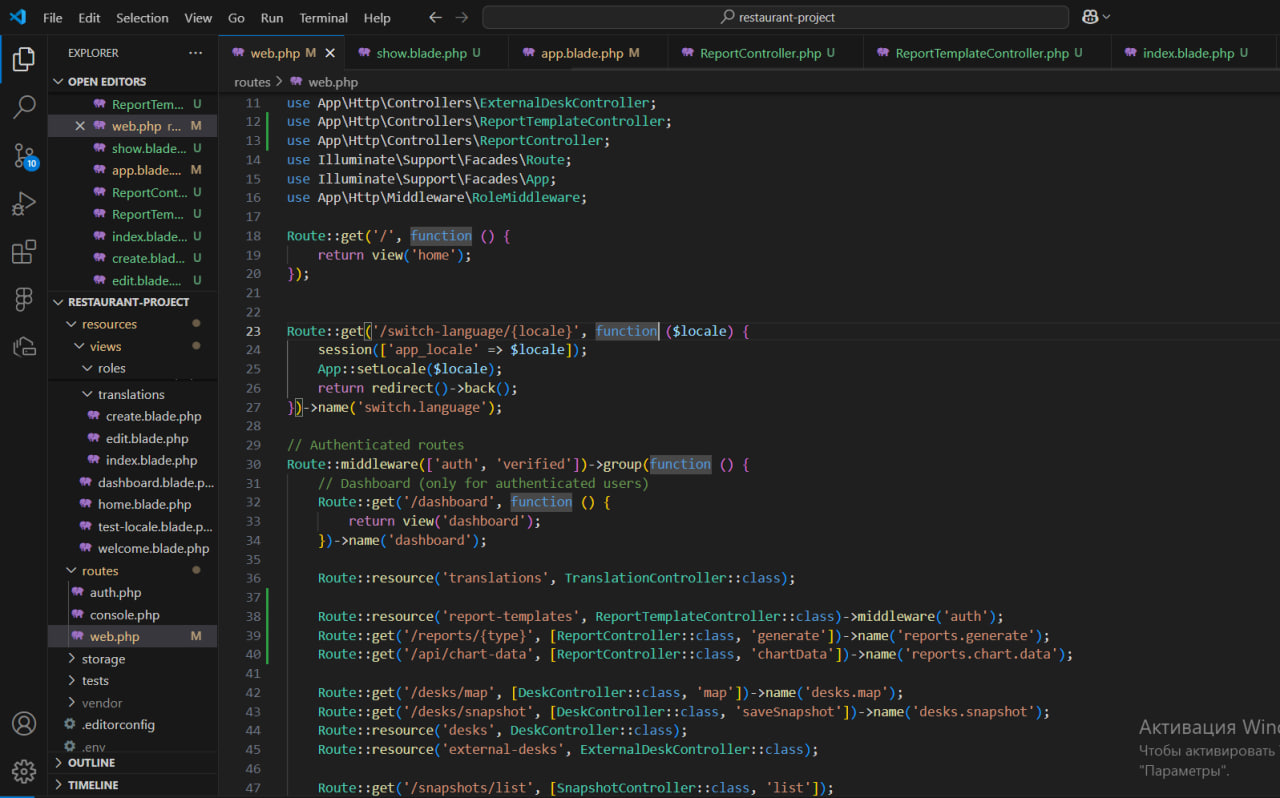 File Edit Selection View Go Run Terminal Help
restaurant-project
EXPLORER
OPEN EDITORS
ReportTem... U
web.php r... M
show.blade... U
app.blade.... M
ReportCont... U
ReportTem... U
index.blade... U
create.blad... U
edit.blade.... U
RESTAURANT-PROJECT
resources
views
roles
translations
create.blade.php
edit.blade.php
index.blade.php
dashboard.blade.p...
home.blade.php
test-locale.blade.p...
welcome.blade.php
routes
auth.php
console.php
web.php M
storage
tests
vendor
.editorconfig
.env
OUTLINE
TIMELINE
10
web.php M
show.blade.php U
app.blade.php M
ReportController.php U
ReportTemplateController.php U
index.blade.php U
routes > web.php
11 use App\Http\Controllers\ExternalDeskController;
12 use App\Http\Controllers\ReportTemplateController;
13 use App\Http\Controllers\ReportController;
14 use Illuminate\Support\Facades\Route;
15 use Illuminate\Support\Facades\App;
16 use App\Http\Middleware\RoleMiddleware;
17
18 Route::get('/', function () {
19 return view('home');
20 });
21
22
23 Route::get('/switch-language/{locale}', function ($locale) {
24 session(['app_locale' => $locale]);
25 App::setLocale($locale);
26 return redirect()->back();
27 })->name('switch.language');
28
29 // Authenticated routes
30 Route::middleware(['auth', 'verified'])->group(function () {
31 // Dashboard (only for authenticated users)
32 Route::get('/dashboard', function () {
33 return view('dashboard');
34 })->name('dashboard');
35
36 Route::resource('translations', TranslationController::class);
37
38 Route::resource('report-templates', ReportTemplateController::class)->middleware('auth');
39 Route::get('/reports/{type}', [ReportController::class, 'generate'])->name('reports.generate');
40 Route::get('/api/chart-data', [ReportController::class, 'chartData'])->name('reports.chart.data');
41
42 Route::get('/desks/map', [DeskController::class, 'map'])->name('desks.map');
43 Route::get('/desks/snapshot', [DeskController::class, 'saveSnapshot'])->name('desks.snapshot');
44 Route::resource('desks', DeskController::class);
45 Route::resource('external-desks', ExternalDeskController::class);
46
47 Route::get('/snapshots/list', [SnapshotController::class, 'list']);
Активация Win
Чтобы активировать
"Параметры".